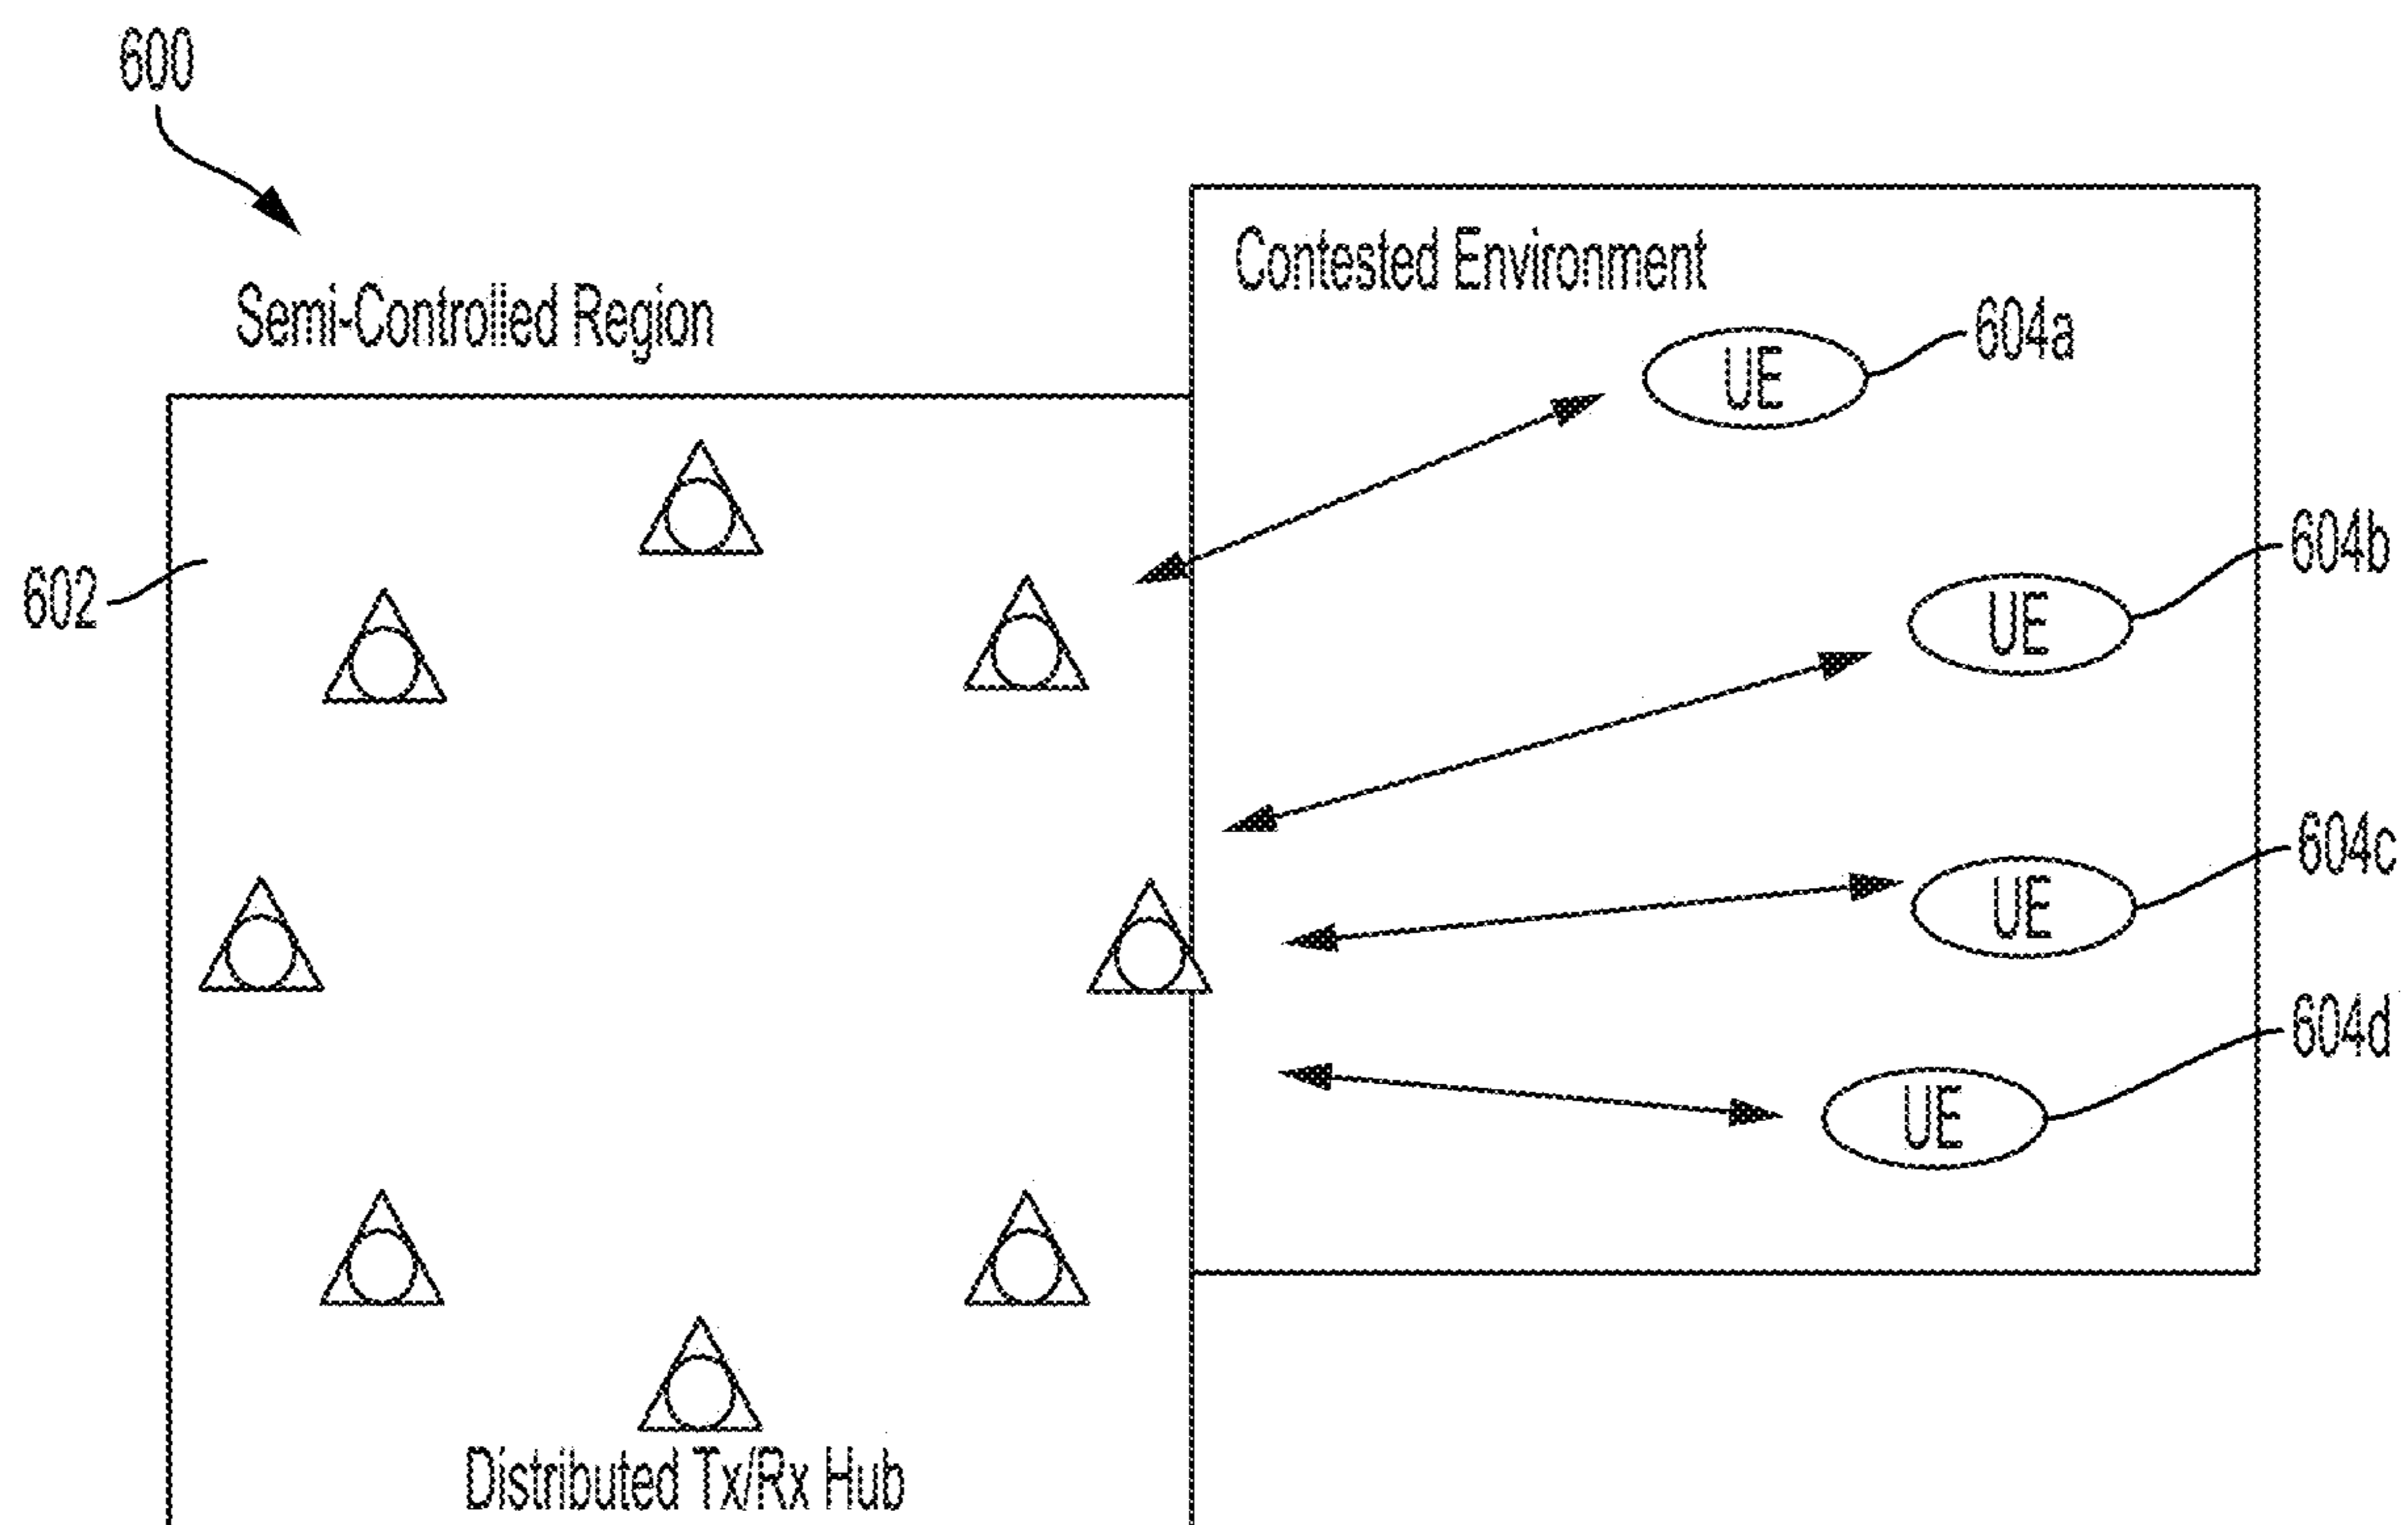 600
Semi-Controlled Region
Contested Environment
UE
604a
602
UE
604b
UE
604c
UE
604d
Distributed Tx/Rx Hub